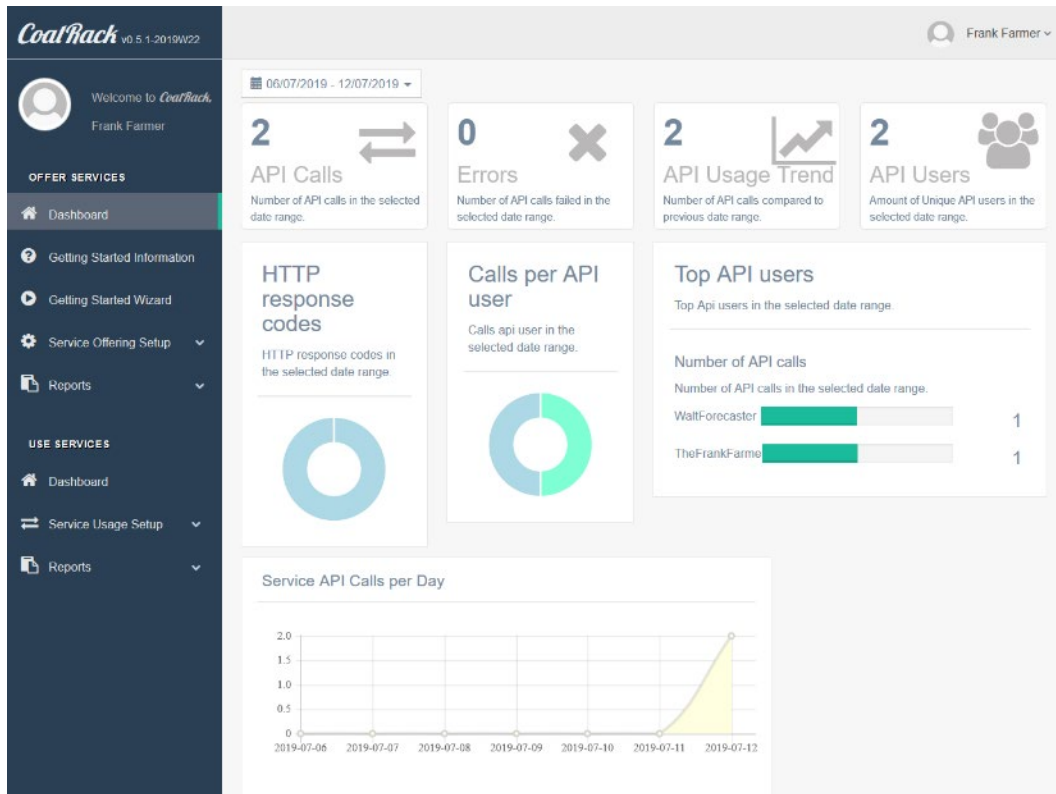 CoatRack v0.5.1-2019W22
Frank Farmer
Welcome to CoatRack,
Frank Farmer
OFFER SERVICES
Dashboard
Getting Started Information
Getting Started Wizard
Service Offering Setup
Reports
USE SERVICES
Dashboard
Service Usage Setup
Reports
06/07/2019 - 12/07/2019
2
API Calls
Number of API calls in the selected
date range.
0
Errors
Number of API calls failed in the
selected date range.
2
API Usage Trend
Number of API calls compared to
previous date range.
2
API Users
Amount of Unique API users in the
selected date range.
HTTP
response
codes
HTTP response codes in
the selected date range
Calls per API
user
Calls api user in the
selected date range.
Top API users
Top Api users in the selected date range.
Number of API calls
Number of API calls in the selected date range.
WaltForecaster 1
TheFrankFarme 1
Service API Calls per Day
2.0
1.5
1.0
0.5
0
2019-07-06 2019-07-07 2019-07-08 2019-07-09 2019-07-10 2019-07-11 2019-07-12